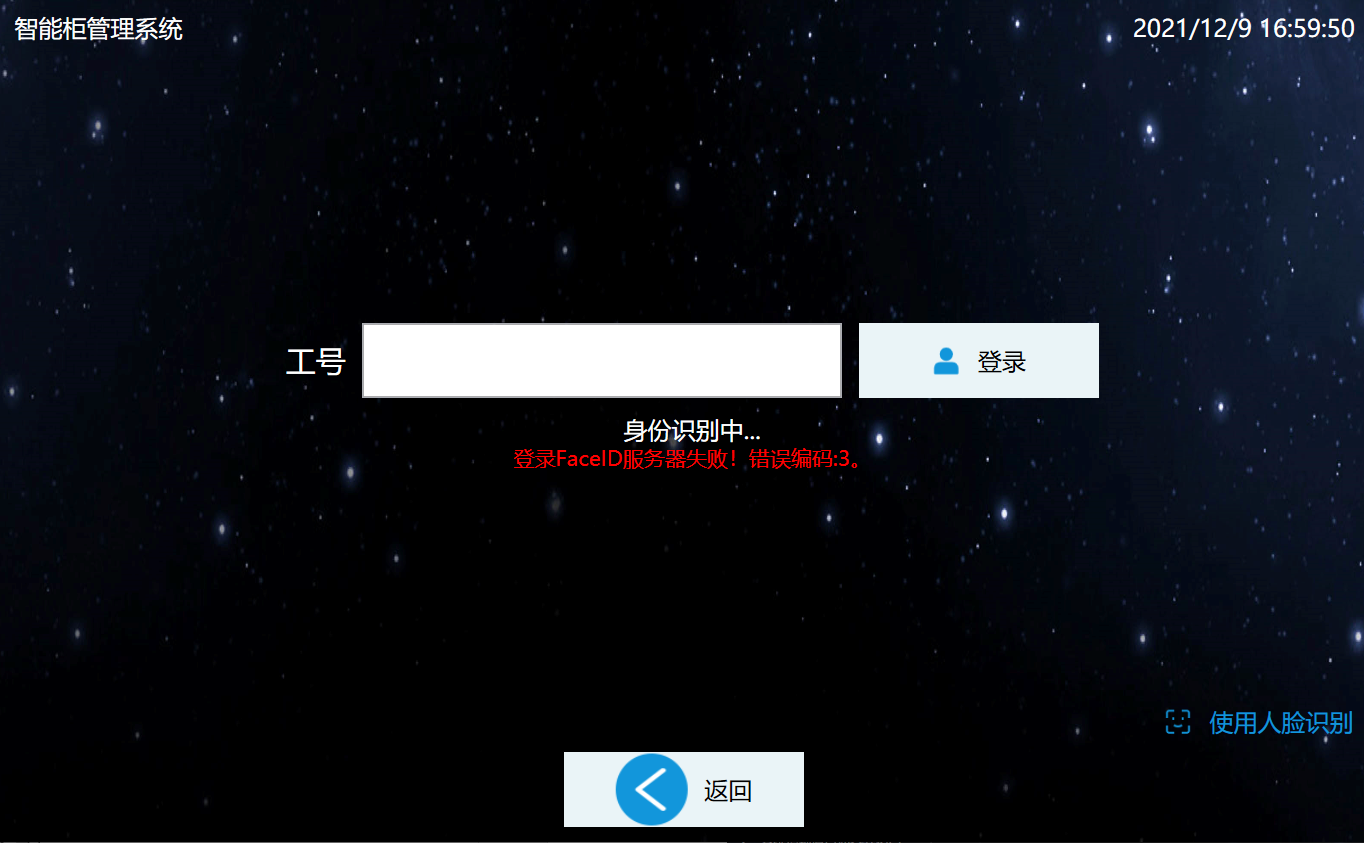 智能柜管理系统
2021/12/9 16:59:50
工号
登录
身份识别中...
登录FaceID服务器失败！错误编码:3。
使用人脸识别
返回